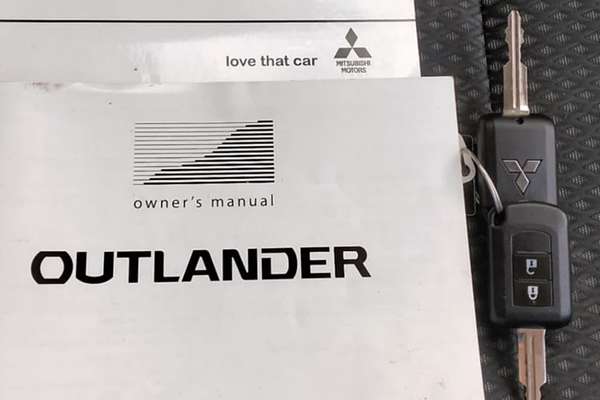 love that car
MITSUBISHI
MOTORS
owner's manual
OUTLANDER